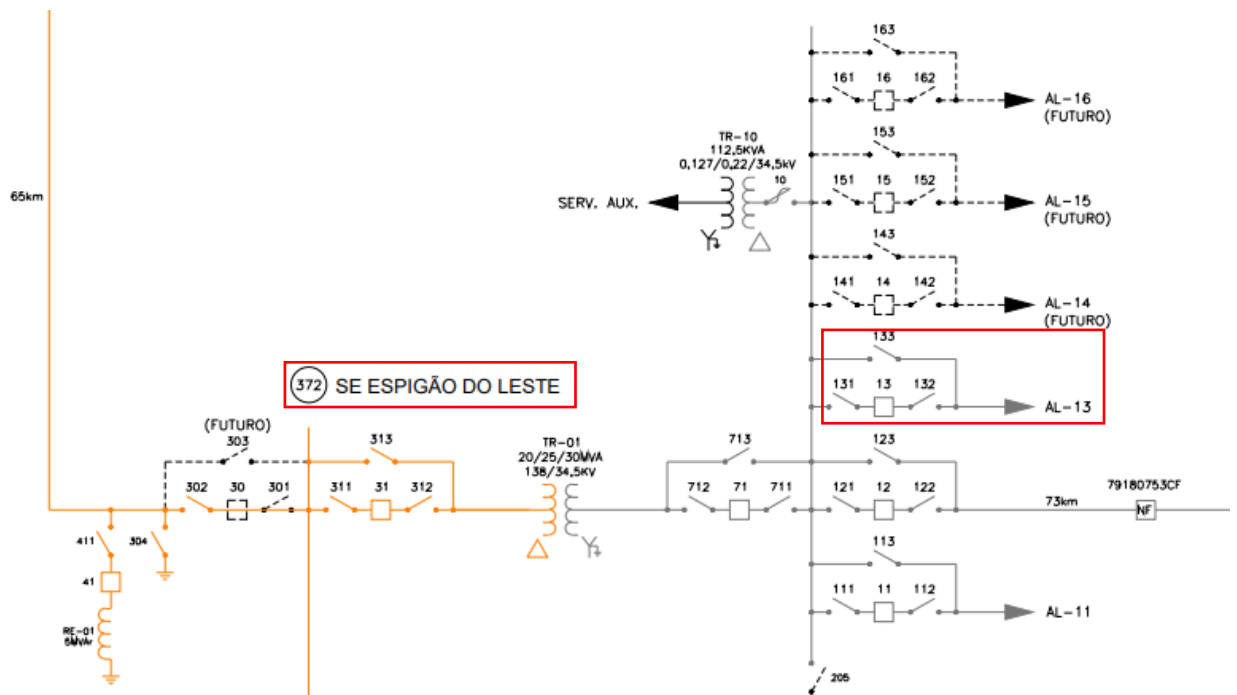 163
161 16 162
AL-16
(FUTURO)
TR-10
112,5KVA
0,127/0,22/34,5kV
10
153
151 15 152
65km
SERV. AUX.
AL-15
(FUTURO)
143
141 14 142
AL-14
(FUTURO)
133
131 13 132
AL-13
372 SE ESPIGÃO DO LESTE
(FUTURO)
303
302 30 301
313
311 31 312
TR-01
20/25/30MVA
138/34.5KV
713
712 71 711
123
121 12 122
73km
79180753CF
NF
411
304
41
RE-01
5MVAr
113
111 11 112
AL-11
205